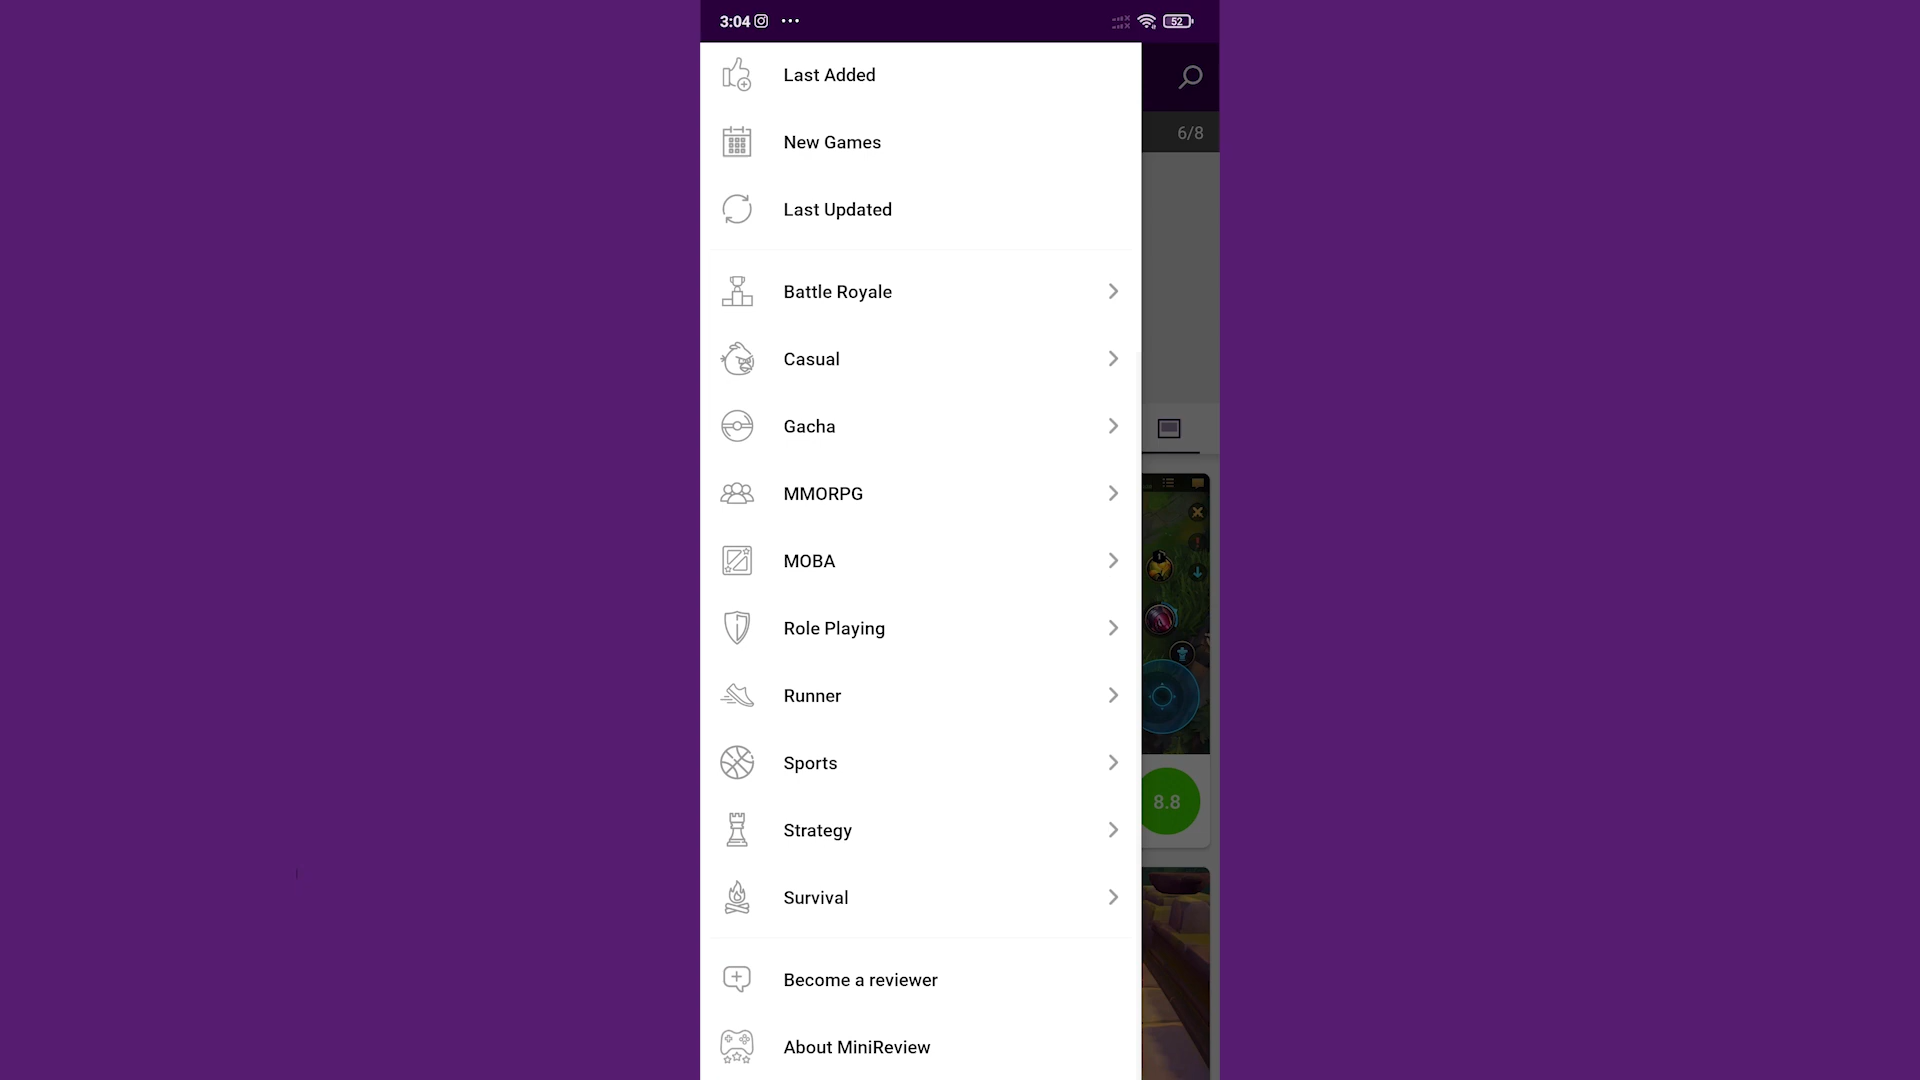 3:04
52
Last Added
6/8
New Games
Last Updated
Battle Royale
Casual
Gacha
MMORPG
MOBA
Role Playing
Runner
Sports
8.8
Strategy
Survival
Become a reviewer
About MiniReview